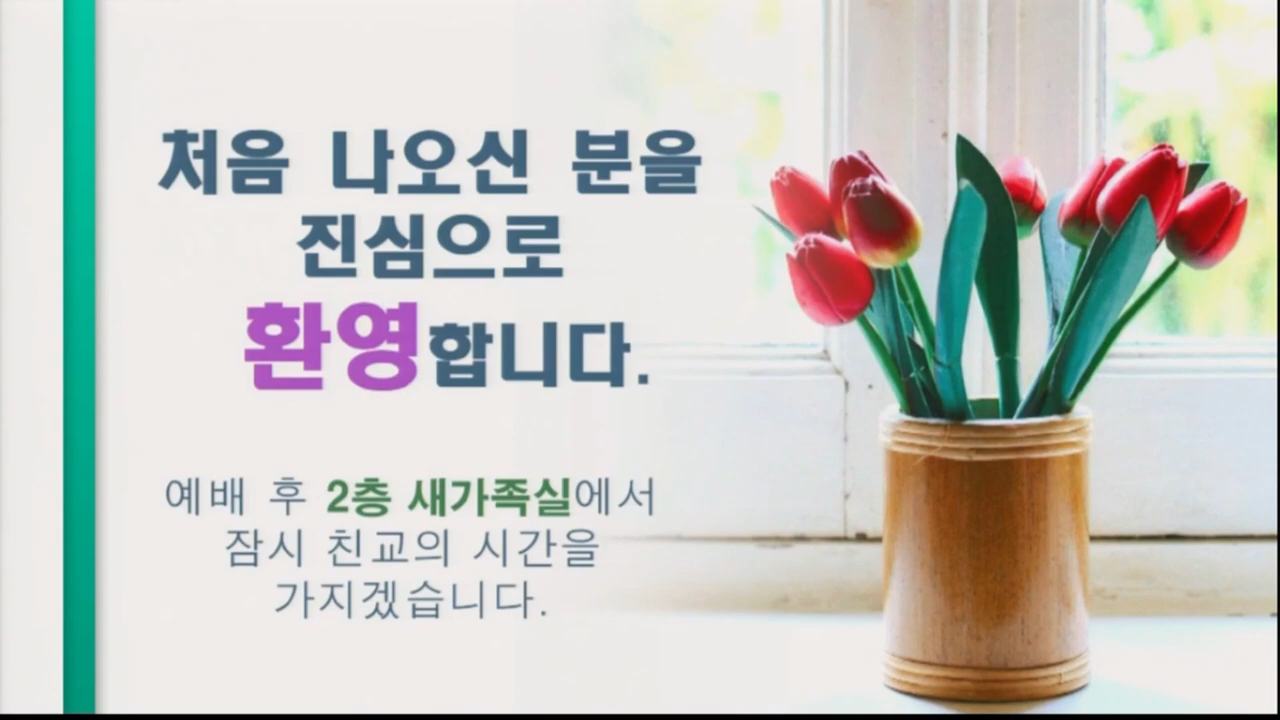 처음 나오신 분을
진심으로
환영합니다.
예배 후 2층 새가족실에서
잠시 친교의 시간을
가지겠습니다.